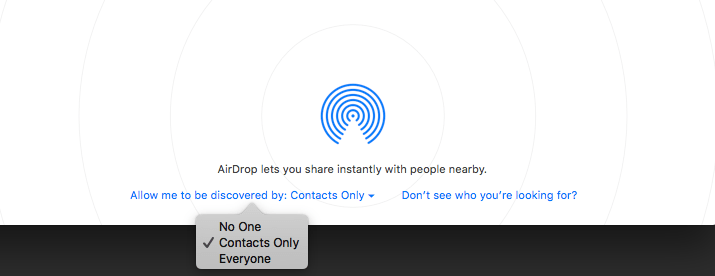 AirDrop lets you share instantly with people nearby.
Allow me to be discovered by: Contacts Only Don’t see who you’re looking for?
No One
✓ Contacts Only
Everyone